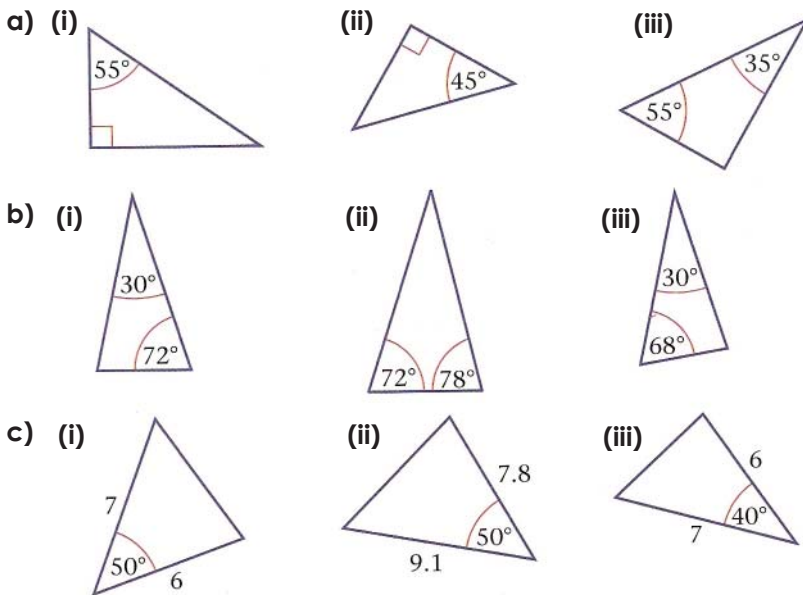 a) (i) (ii) (iii)
55° 45° 55° 35°
b) (i) (ii) (iii)
30° 72° 72° 78° 30° 68°
c) (i) (ii) (iii)
7 50° 6 7.8 50° 9.1 6 40° 7